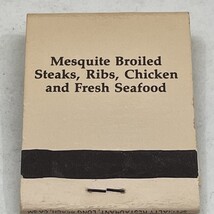 Mesquite Broiled
Steaks, Ribs, Chicken
and Fresh Seafood